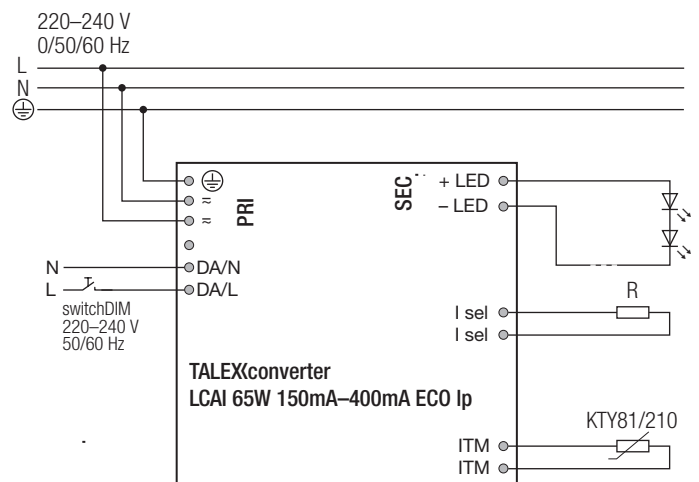 220–240 V
0/50/60 Hz
L
N
PRI
SEC
+ LED
– LED
≂
≂
N
DA/N
L
DA/L
switchDIM
220–240 V
50/60 Hz
I sel
I sel
R
TALEXXconverter
LCAI 65W 150mA–400mA ECO lp
KTY81/210
ITM
ITM